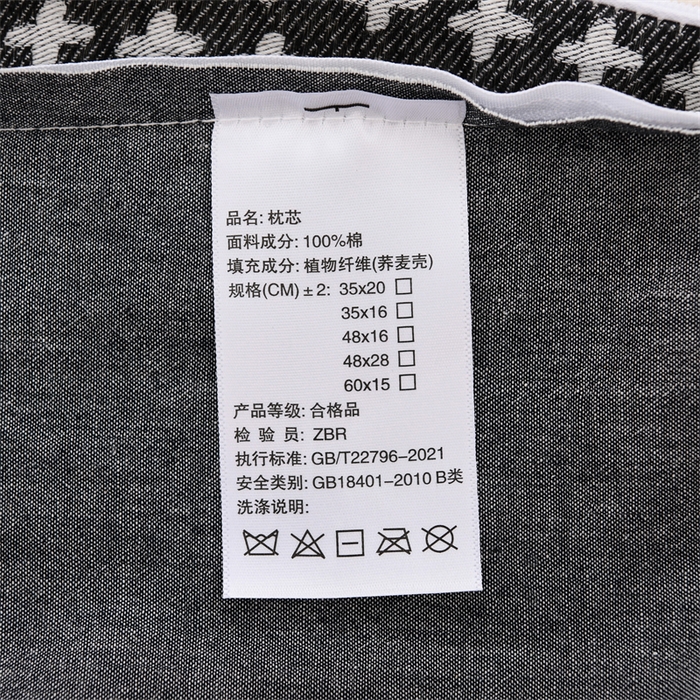 品名: 枕芯
面料成分: 100%棉
填充成分: 植物纤维(荞麦壳)
规格(CM)±2: 35x20 □
35x16 □
48x16 □
48x28 □
60x15 □
产品等级: 合格品
检 验 员: ZBR
执行标准: GB/T22796-2021
安全类别: GB18401-2010 B类
洗涤说明: